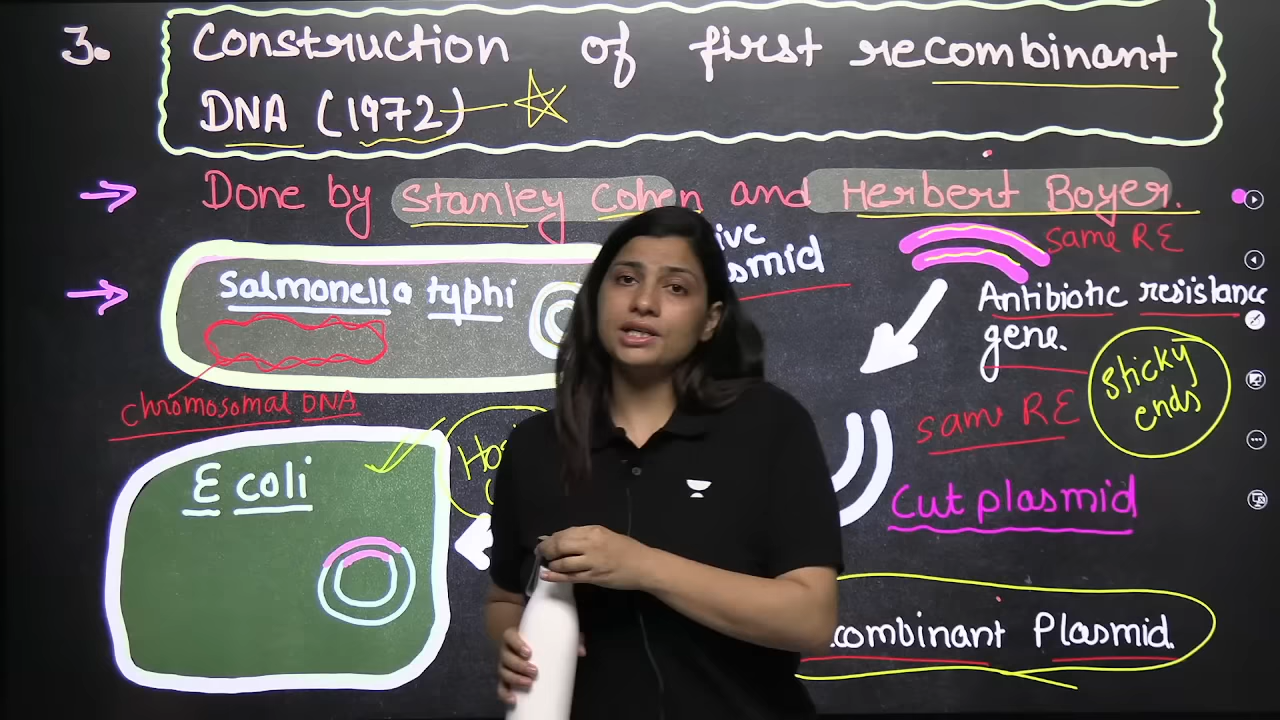 3. Construction of first recombinant
DNA (1972)
Done by Stanley Cohen and Herbert Boyer.
same RE
Salmonella typhi
Antibiotic resistance
gene.
sticky
ends
chromosomal DNA
same RE
E coli
cut plasmid
Plasmid.